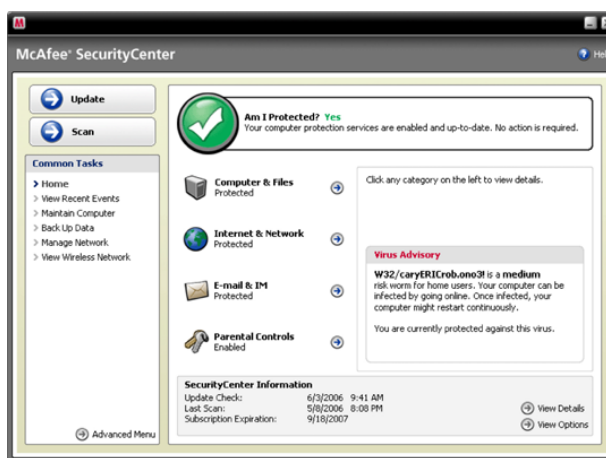 McAfee® SecurityCenter
Help
Update
Scan
Common Tasks
Home
View Recent Events
Maintain Computer
Back Up Data
Manage Network
View Wireless Network
Advanced Menu
Am I Protected? Yes
Your computer protection services are enabled and up-to-date. No action is required.
Computer & Files
Protected
Internet & Network
Protected
E-mail & IM
Protected
Parental Controls
Enabled
Click any category on the left to view details.
Virus Advisory
W32/caryERICrob.ono3! is a medium
risk worm for home users. Your computer can be
infected by going online. Once infected, your
computer might restart continuously.
You are currently protected against this virus.
SecurityCenter Information
Update Check: 6/3/2006 9:41 AM
Last Scan: 5/8/2006 8:08 PM
Subscription Expiration: 9/18/2007
View Details
View Options